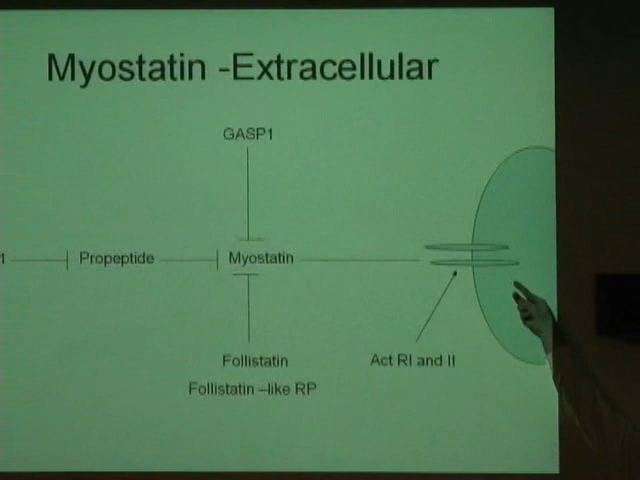 Myostatin -Extracellular
GASP1
1 Propeptide Myostatin
Follistatin Act RI and II
Follistatin –like RP